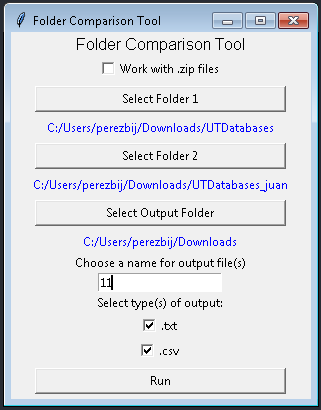 Folder Comparison Tool
Folder Comparison Tool
Work with .zip files
Select Folder 1
C:/Users/perezbij/Downloads/UTDatabases
Select Folder 2
C:/Users/perezbij/Downloads/UTDatabases_juan
Select Output Folder
C:/Users/perezbij/Downloads
Choose a name for output file(s)
11
Select type(s) of output:
.txt
.csv
Run